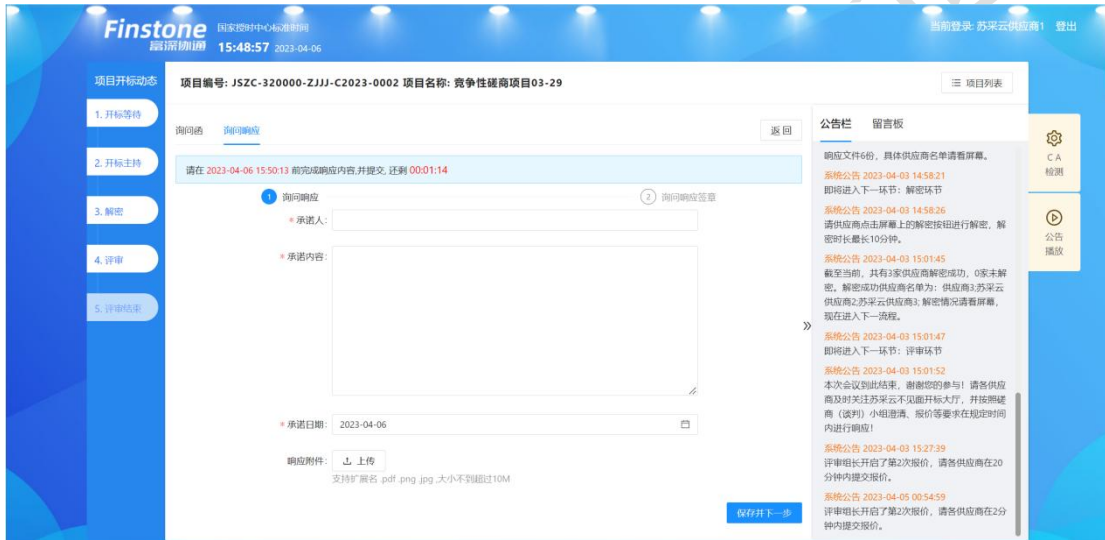 Finstone
富深协通
国家授时中心标准时间
15:48:57 2023-04-06
当前登录: 苏采云供应商1 登出
项目开标动态
1. 开标等待
2. 开标主持
3. 解密
4. 评审
5. 评审结束
项目编号: JSZC-320000-ZJJJ-C2023-0002 项目名称: 竞争性磋商项目03-29
项目列表
询问函 询问响应
返回
请在 2023-04-06 15:50:13 前完成响应内容,并提交, 还剩 00:01:14
1 询问响应
2 询问响应签章
* 承诺人:
* 承诺内容:
* 承诺日期: 2023-04-06
响应附件: 上传
支持扩展名 .pdf .png .jpg ,大小不到超过10M
保存并下一步
»
公告栏 留言板
响应文件6份，具体供应商名单请看屏幕。
系统公告 2023-04-03 14:58:21
即将进入下一环节：解密环节
系统公告 2023-04-03 14:58:26
请供应商点击屏幕上的解密按钮进行解密，解
密时长最长10分钟。
系统公告 2023-04-03 15:01:45
截至当前，共有3家供应商解密成功，0家未解
密。解密成功供应商名单为：供应商3;苏采云
供应商2;苏采云供应商3; 解密情况请看屏幕，
现在进入下一流程。
系统公告 2023-04-03 15:01:47
即将进入下一环节：评审环节
系统公告 2023-04-03 15:01:52
本次会议到此结束，谢谢您的参与！请各供应
商及时关注苏采云不见面开标大厅，并按照磋
商（谈判）小组澄清、报价等要求在规定时间
内进行响应！
系统公告 2023-04-03 15:27:39
评审组长开启了第2次报价，请各供应商在20
分钟内提交报价。
系统公告 2023-04-05 00:54:59
评审组长开启了第2次报价，请各供应商在2分
钟内提交报价。
CA
检测
公告
播放